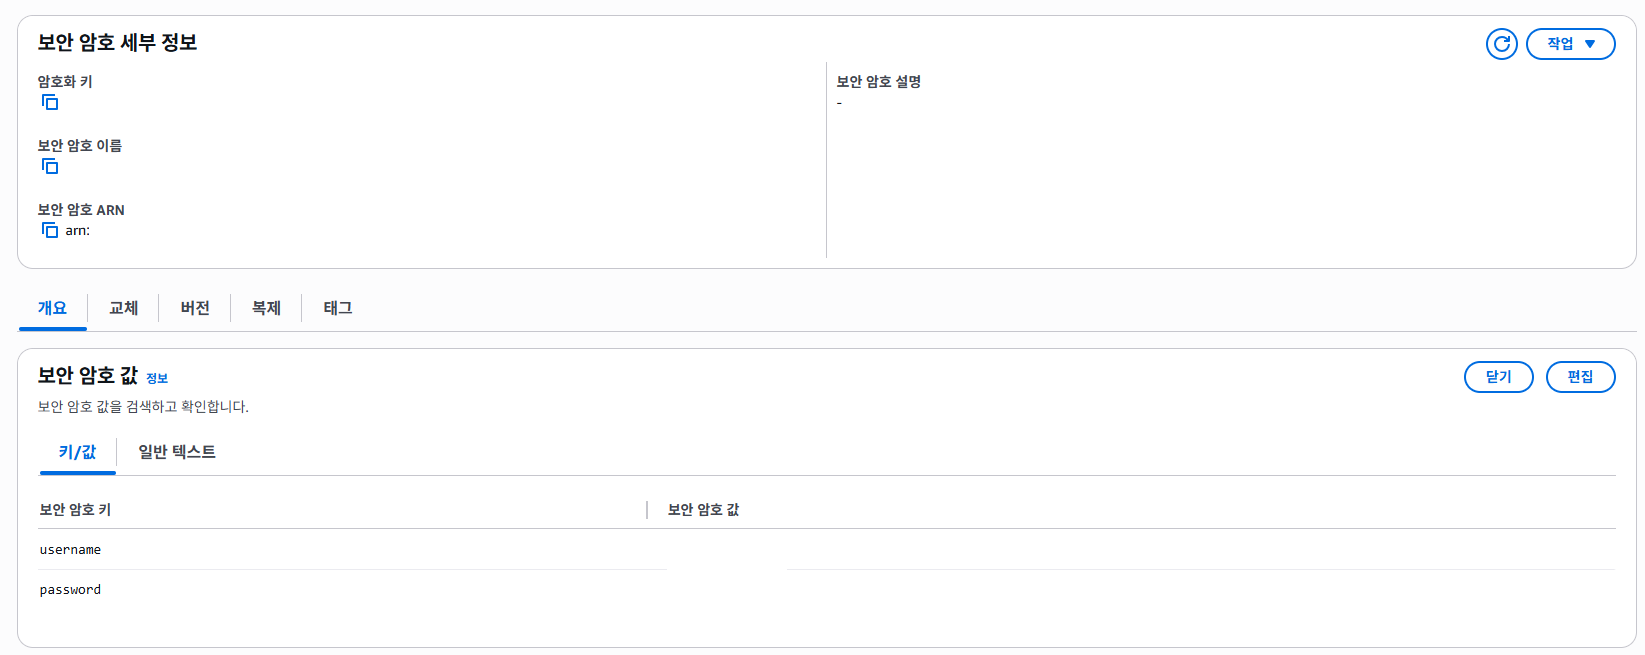 보안 암호 세부 정보
작업
암호화 키
보안 암호 설명
-
보안 암호 이름
보안 암호 ARN
arn:
개요 교체 버전 복제 태그
보안 암호 값 정보
닫기 편집
보안 암호 값을 검색하고 확인합니다.
키/값 일반 텍스트
보안 암호 키 보안 암호 값
username
password